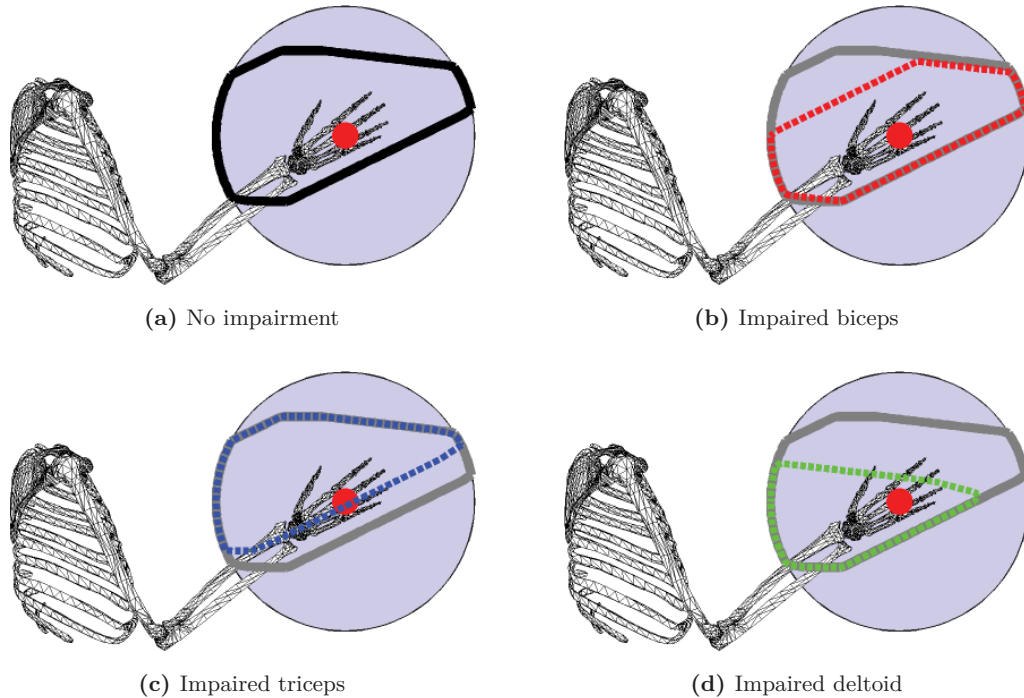 (a) No impairment
(b) Impaired biceps
(c) Impaired triceps
(d) Impaired deltoid